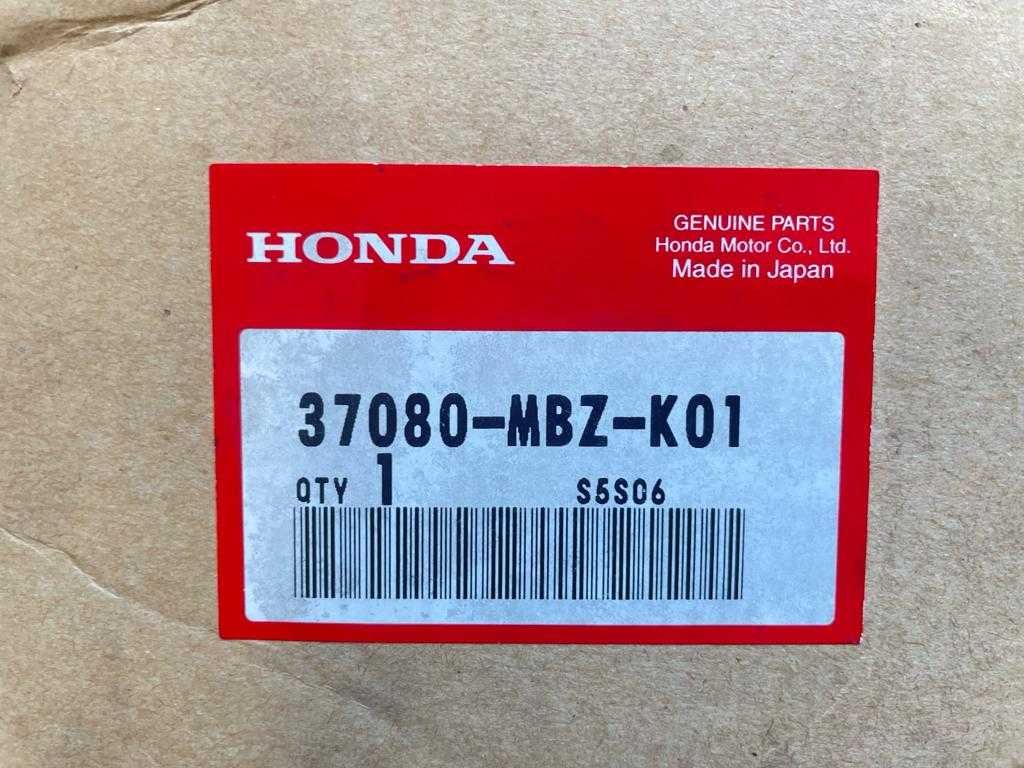 HONDA
GENUINE PARTS
Honda Motor Co., Ltd.
Made in Japan
37080-MBZ-K01
QTY 1 S5S06